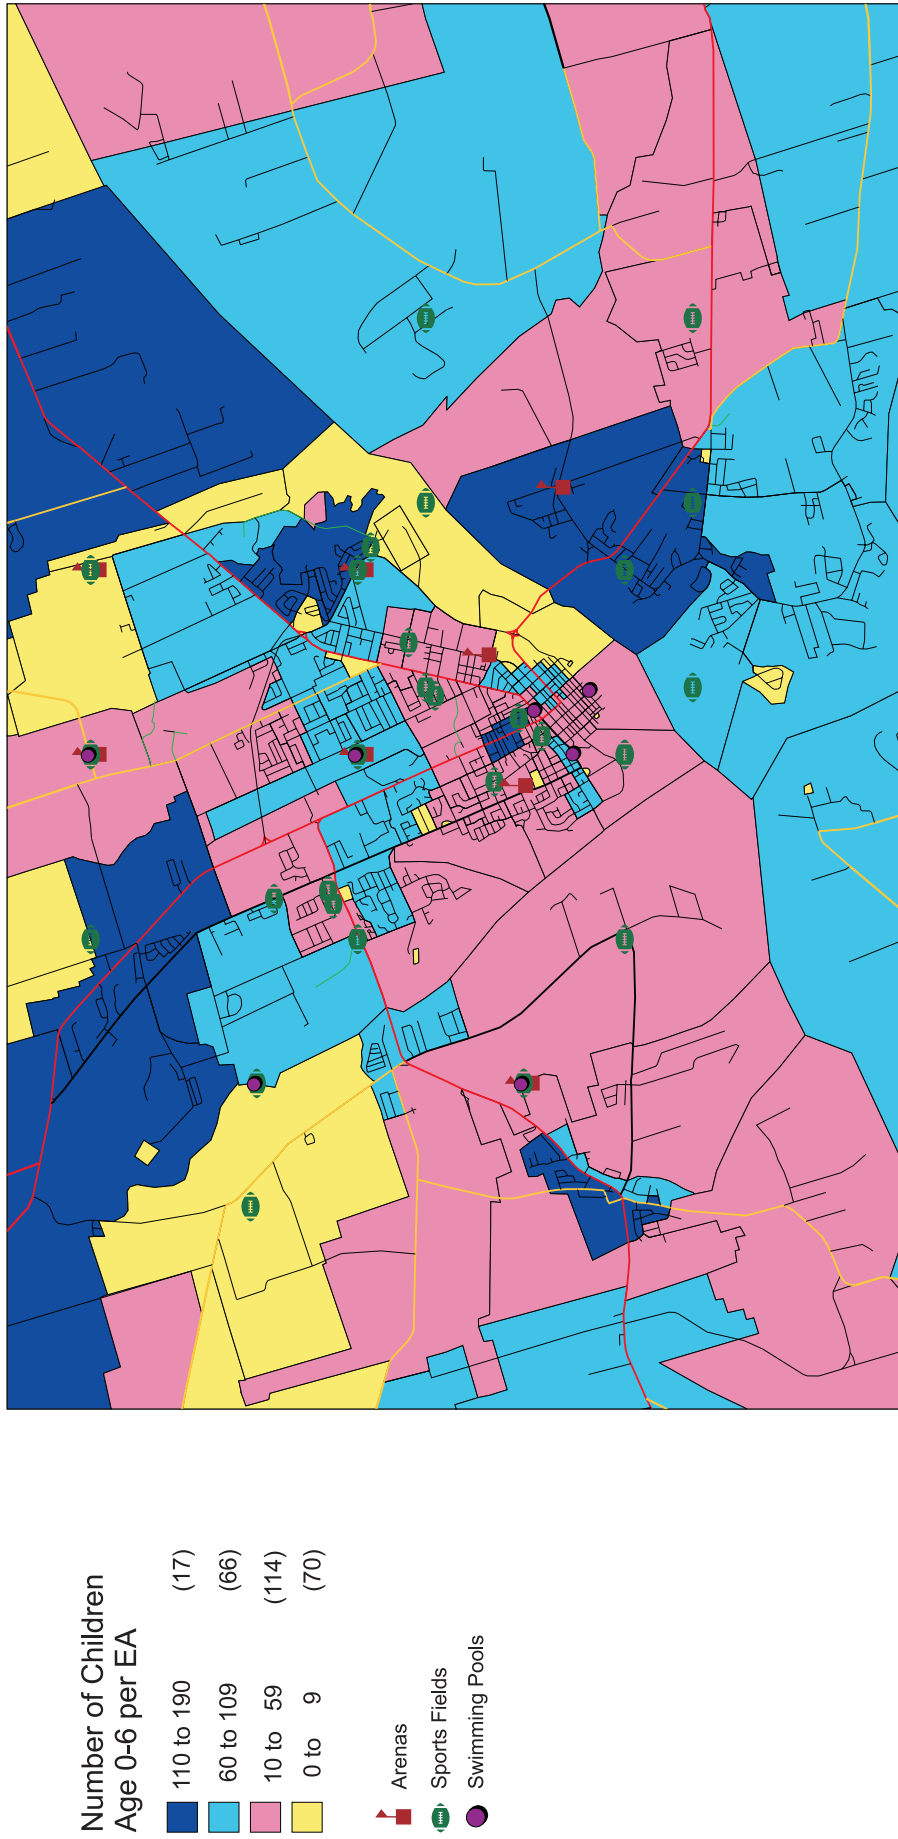 Number of Children
Age 0-6 per EA
110 to 190 (17)
60 to 109 (66)
10 to 59 (114)
0 to 9 (70)
Arenas
Sports Fields
Swimming Pools